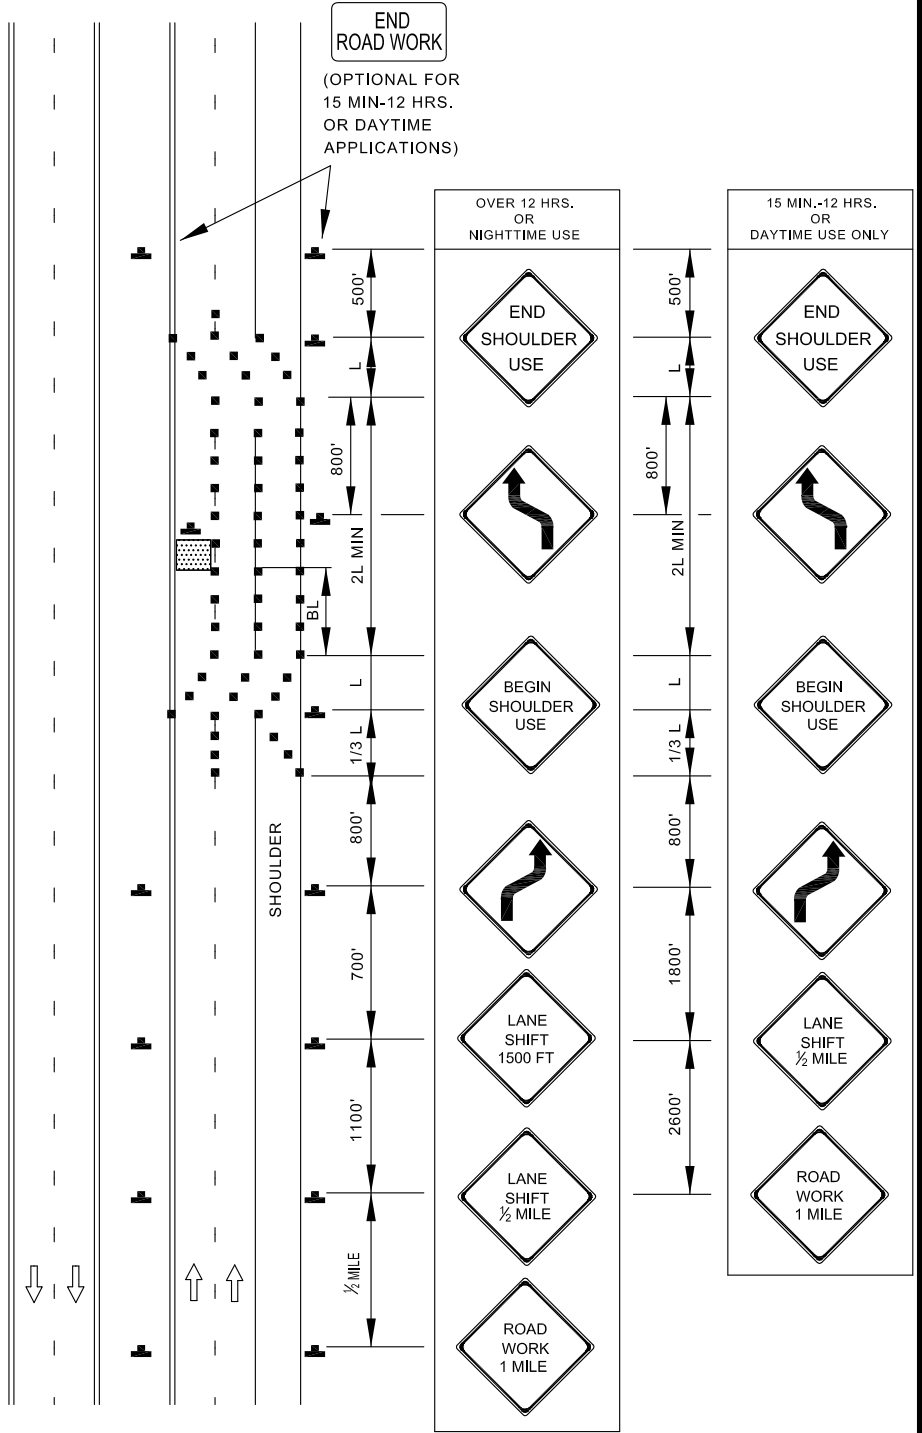 END
ROAD WORK
(OPTIONAL FOR
15 MIN-12 HRS.
OR DAYTIME
APPLICATIONS)
SHOULDER
500'
L
800'
2L MIN
BL
L
1/3 L
800'
700'
1100'
½ MILE
OVER 12 HRS.
OR
NIGHTTIME USE
END
SHOULDER
USE
BEGIN
SHOULDER
USE
LANE
SHIFT
1500 FT
LANE
SHIFT
½ MILE
ROAD
WORK
1 MILE
500'
L
800'
2L MIN
L
1/3 L
800'
1800'
2600'
15 MIN.-12 HRS.
OR
DAYTIME USE ONLY
END
SHOULDER
USE
BEGIN
SHOULDER
USE
LANE
SHIFT
½ MILE
ROAD
WORK
1 MILE